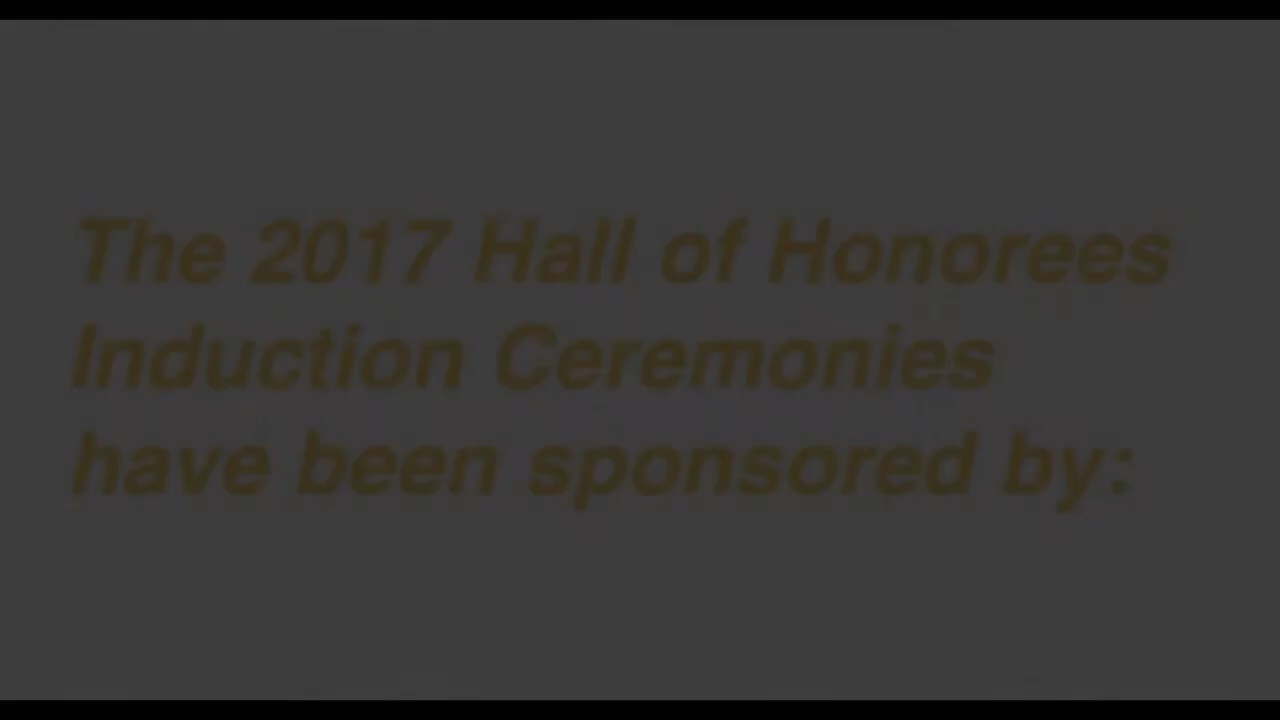 The 2017 Hall of Honorees
Induction Ceremonies
have been sponsored by: